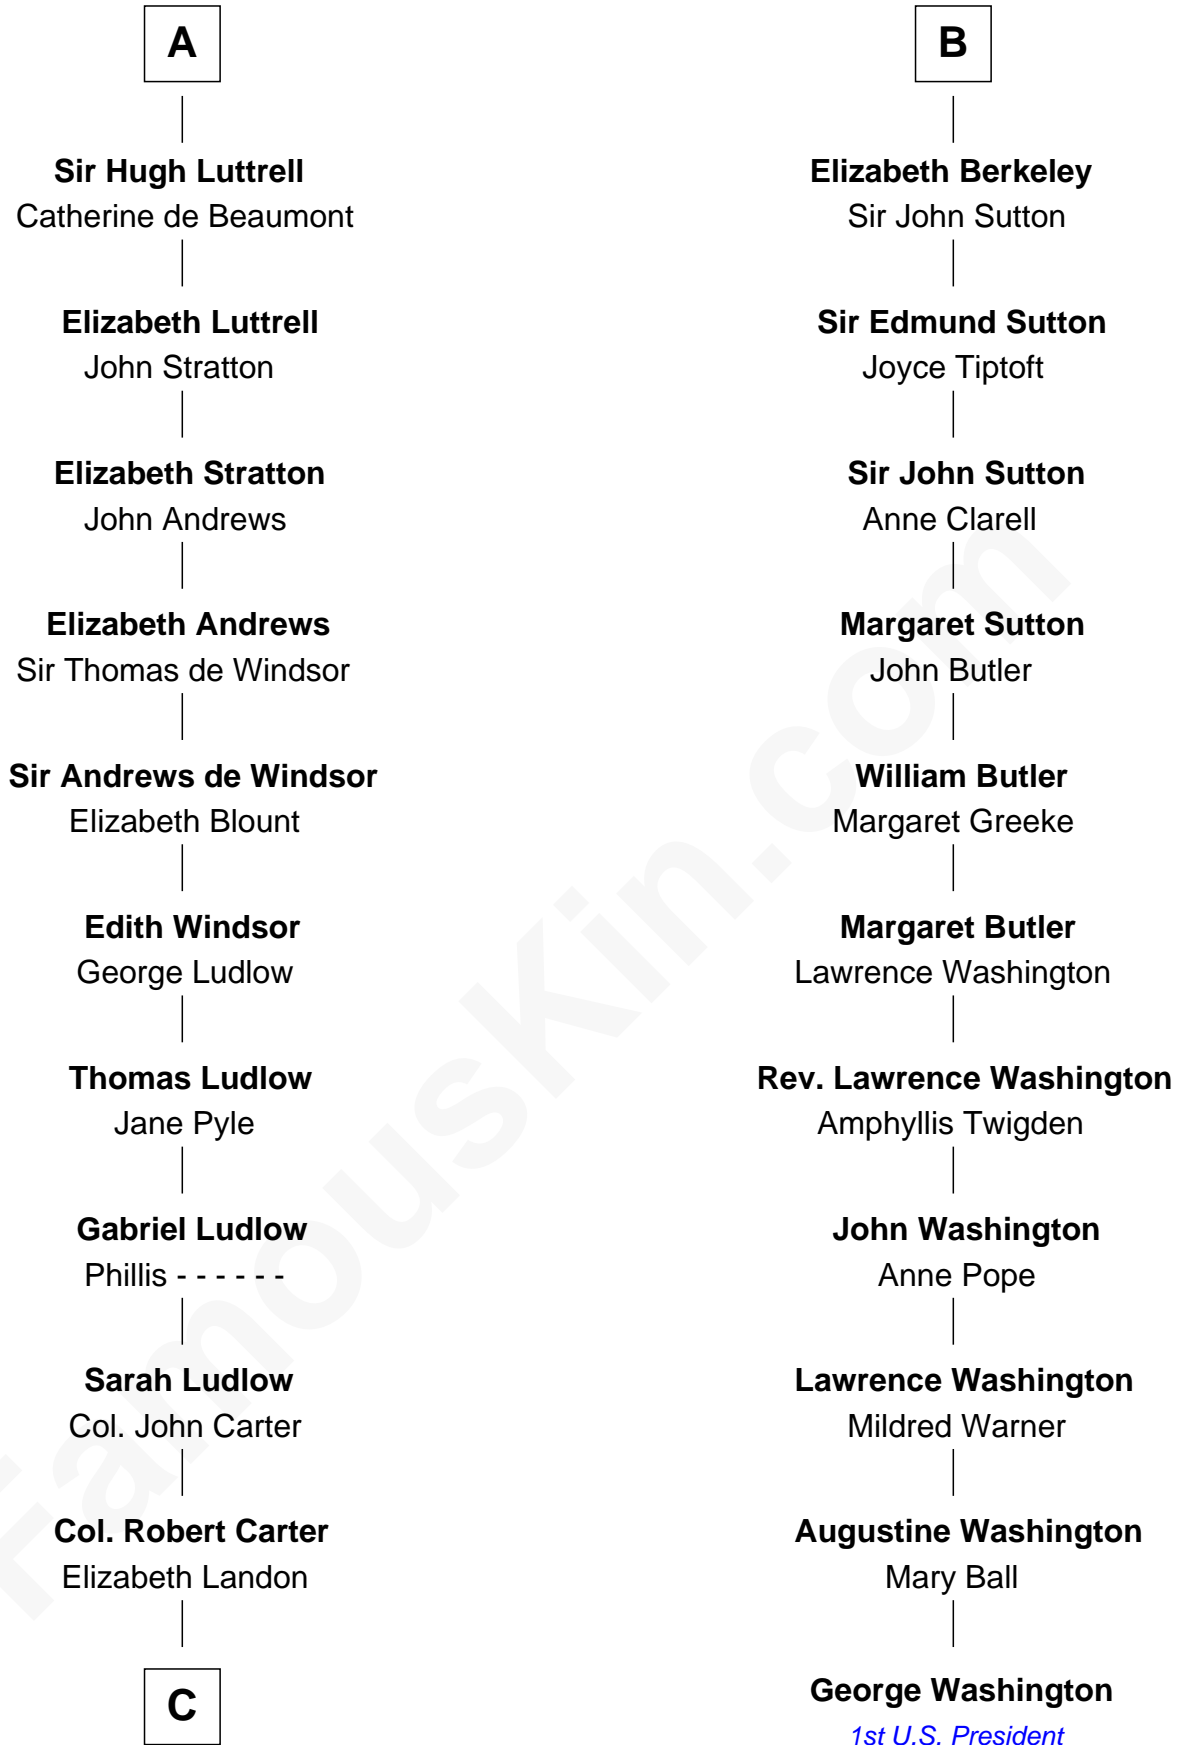 A
Sir Hugh Luttrell
Catherine de Beaumont
Elizabeth Luttrell
John Stratton
Elizabeth Stratton
John Andrews
Elizabeth Andrews
Sir Thomas de Windsor
Sir Andrews de Windsor
Elizabeth Blount
Edith Windsor
George Ludlow
Thomas Ludlow
Jane Pyle
Gabriel Ludlow
Phillis - - - - - -
Sarah Ludlow
Col. John Carter
Col. Robert Carter
Elizabeth Landon
C
B
Elizabeth Berkeley
Sir John Sutton
Sir Edmund Sutton
Joyce Tiptoft
Sir John Sutton
Anne Clarell
Margaret Sutton
John Butler
William Butler
Margaret Greeke
Margaret Butler
Lawrence Washington
Rev. Lawrence Washington
Amphyllis Twigden
John Washington
Anne Pope
Lawrence Washington
Mildred Warner
Augustine Washington
Mary Ball
George Washington
1st U.S. President
FamousKin.com